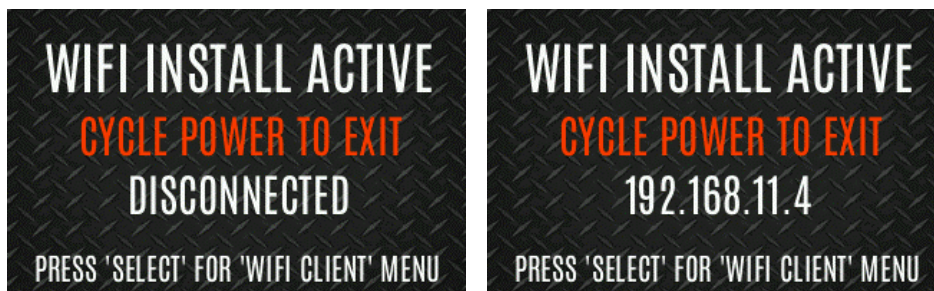 WIFI INSTALL ACTIVE
CYCLE POWER TO EXIT
DISCONNECTED
PRESS 'SELECT' FOR 'WIFI CLIENT' MENU
WIFI INSTALL ACTIVE
CYCLE POWER TO EXIT
192.168.11.4
PRESS 'SELECT' FOR 'WIFI CLIENT' MENU